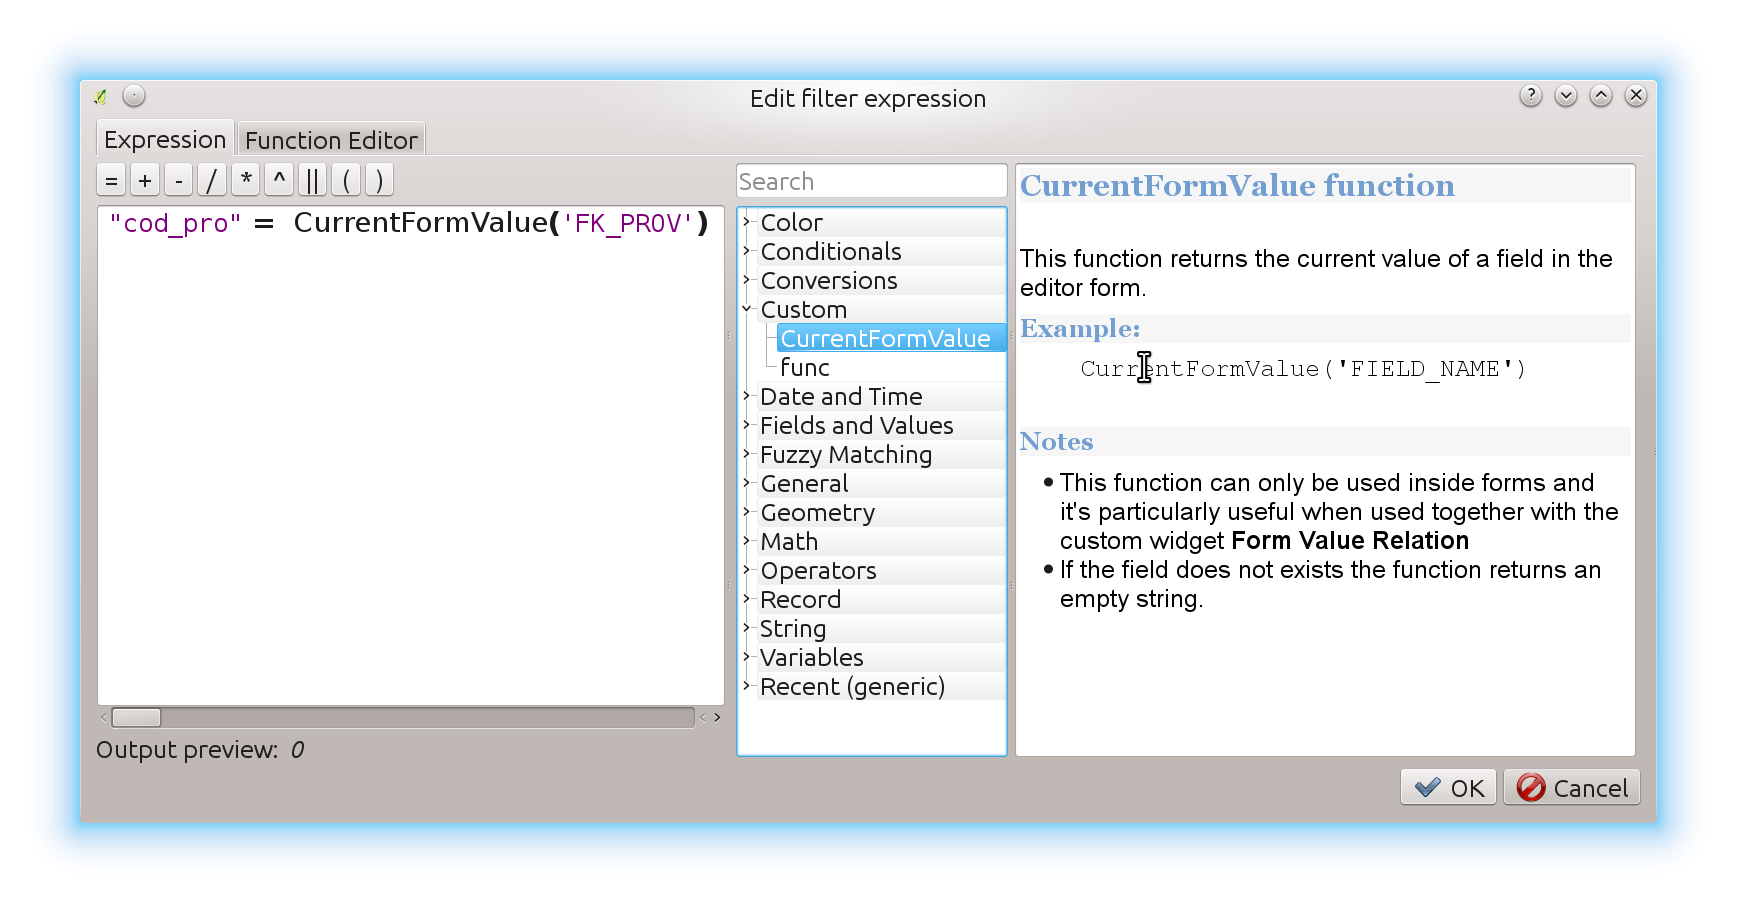 Edit filter expression
?
Expression
Function Editor
= + - / * ^ || ( )
"cod_pro" = CurrentFormValue('FK_PROV')
Output preview: 0
Search
Color
Conditionals
Conversions
Custom
CurrentFormValue
func
Date and Time
Fields and Values
Fuzzy Matching
General
Geometry
Math
Operators
Record
String
Variables
Recent (generic)
CurrentFormValue function
This function returns the current value of a field in the
editor form.
Example:
CurrentFormValue('FIELD_NAME')
Notes
• This function can only be used inside forms and
it's particularly useful when used together with the
custom widget Form Value Relation
• If the field does not exists the function returns an
empty string.
OK
Cancel